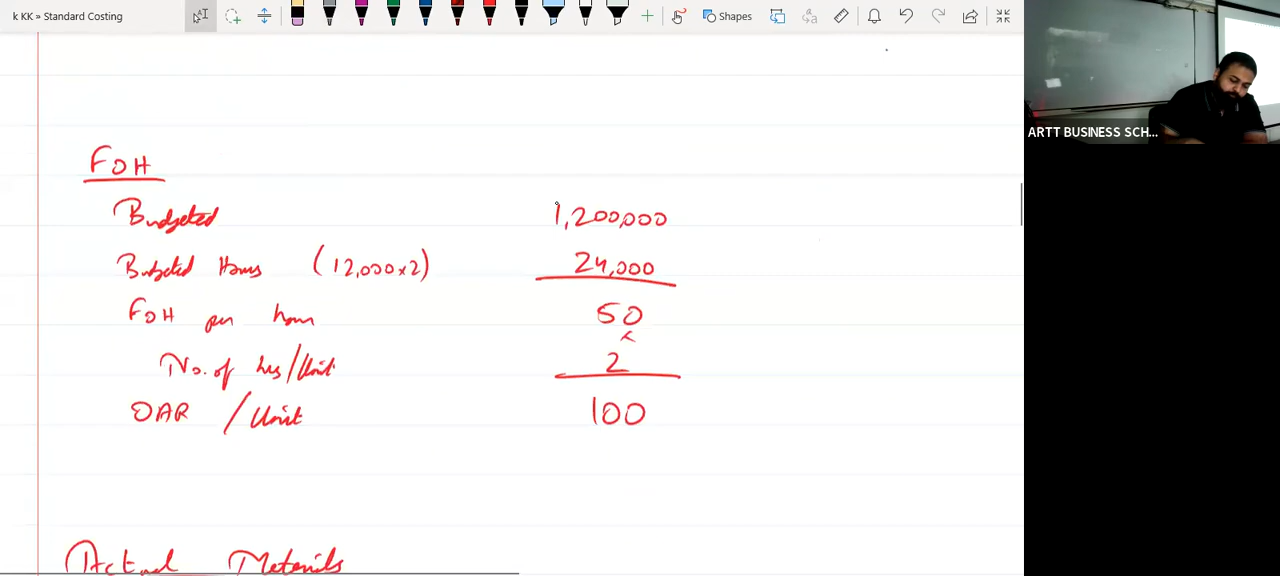 k KK » Standard Costing
Shapes
ARTT BUSINESS SCH...
FOH
Budgeted 1,200,000
Budgeted Hours (12,000x2) 24,000
FOH per hour 50
x
No. of hrs/Unit 2
OAR /Unit 100
Actual Materials